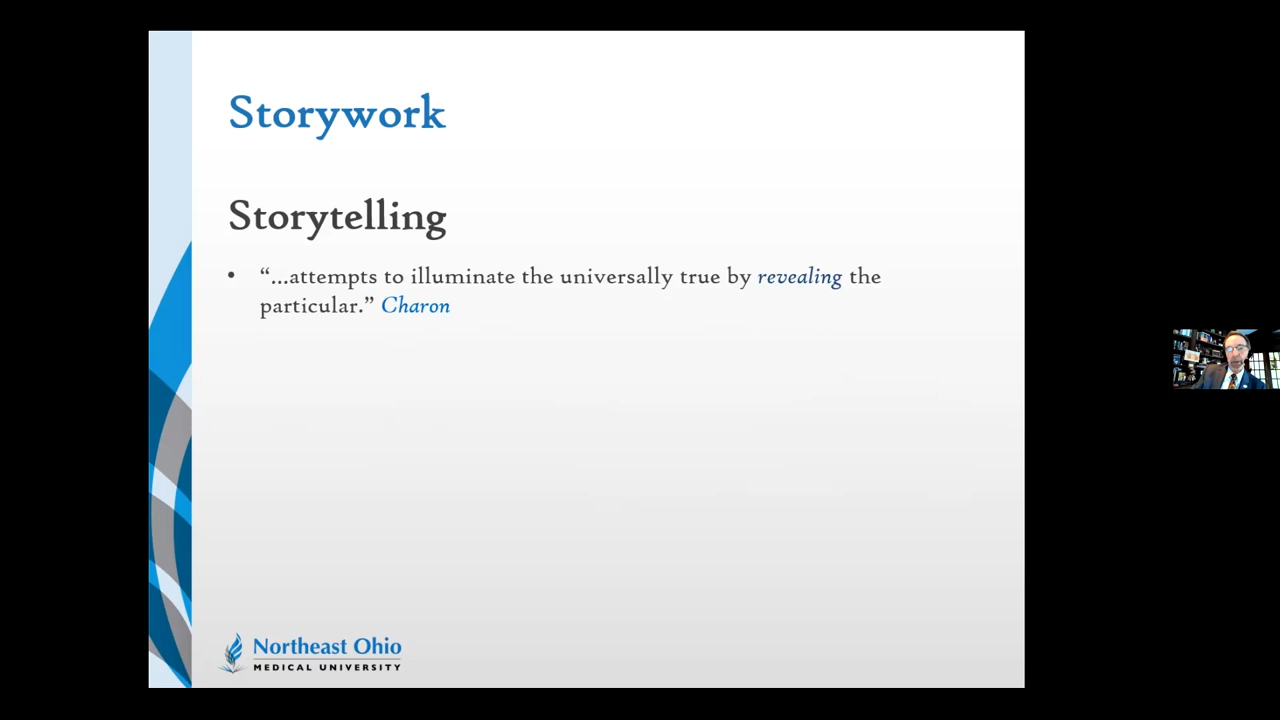 Storywork
Storytelling
• “...attempts to illuminate the universally true by revealing the
particular.” Charon
Northeast Ohio
MEDICAL UNIVERSITY